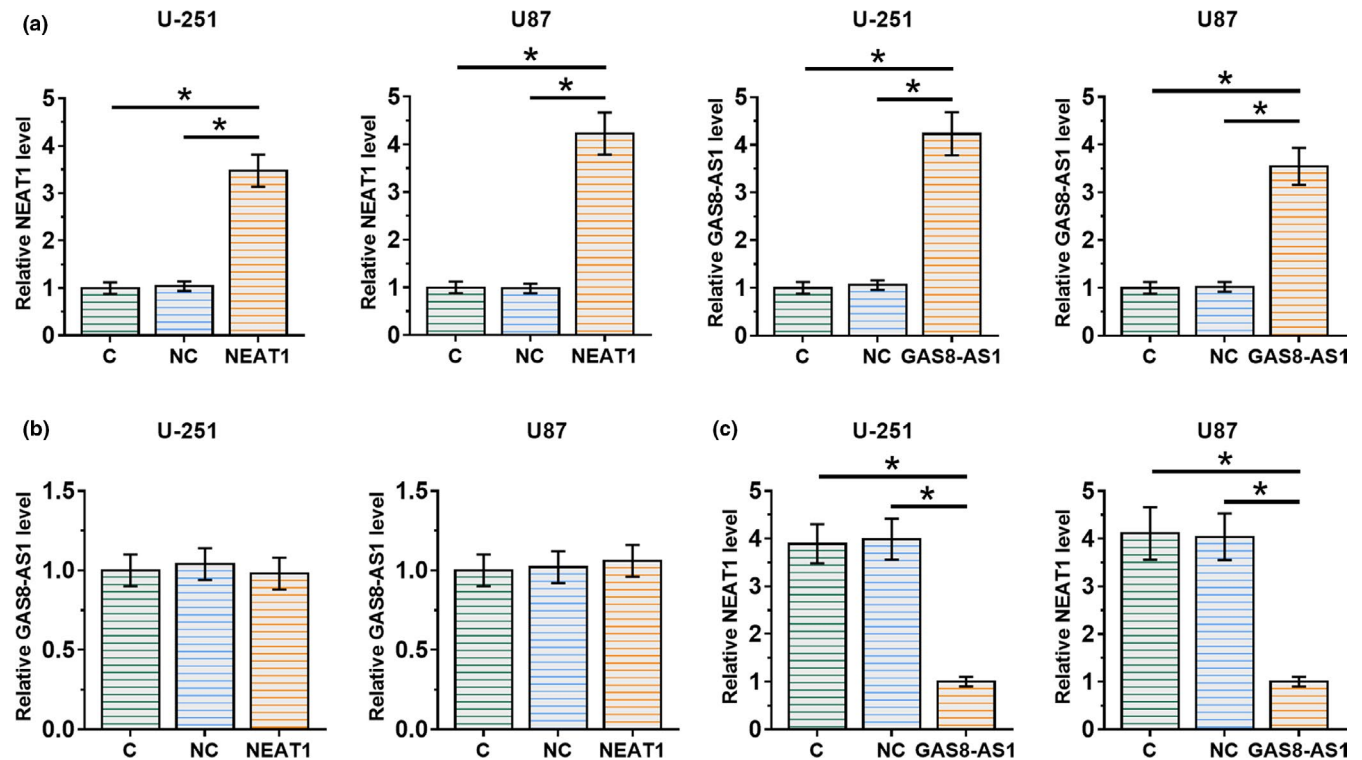 (a)
U-251
U87
U-251
U87
* * * * * * * *
Relative NEAT1 level
5
4
3
2
1
0
C NC NEAT1
Relative NEAT1 level
5
4
3
2
1
0
C NC NEAT1
Relative GAS8-AS1 level
5
4
3
2
1
0
C NC GAS8-AS1
Relative GAS8-AS1 level
5
4
3
2
1
0
C NC GAS8-AS1
(b)
U-251
U87
Relative GAS8-AS1 level
1.5
1.0
0.5
0.0
C NC NEAT1
Relative GAS8-AS1 level
1.5
1.0
0.5
0.0
C NC NEAT1
(c)
U-251
U87
* * * *
Relative NEAT1 level
5
4
3
2
1
0
C NC GAS8-AS1
Relative NEAT1 level
5
4
3
2
1
0
C NC GAS8-AS1